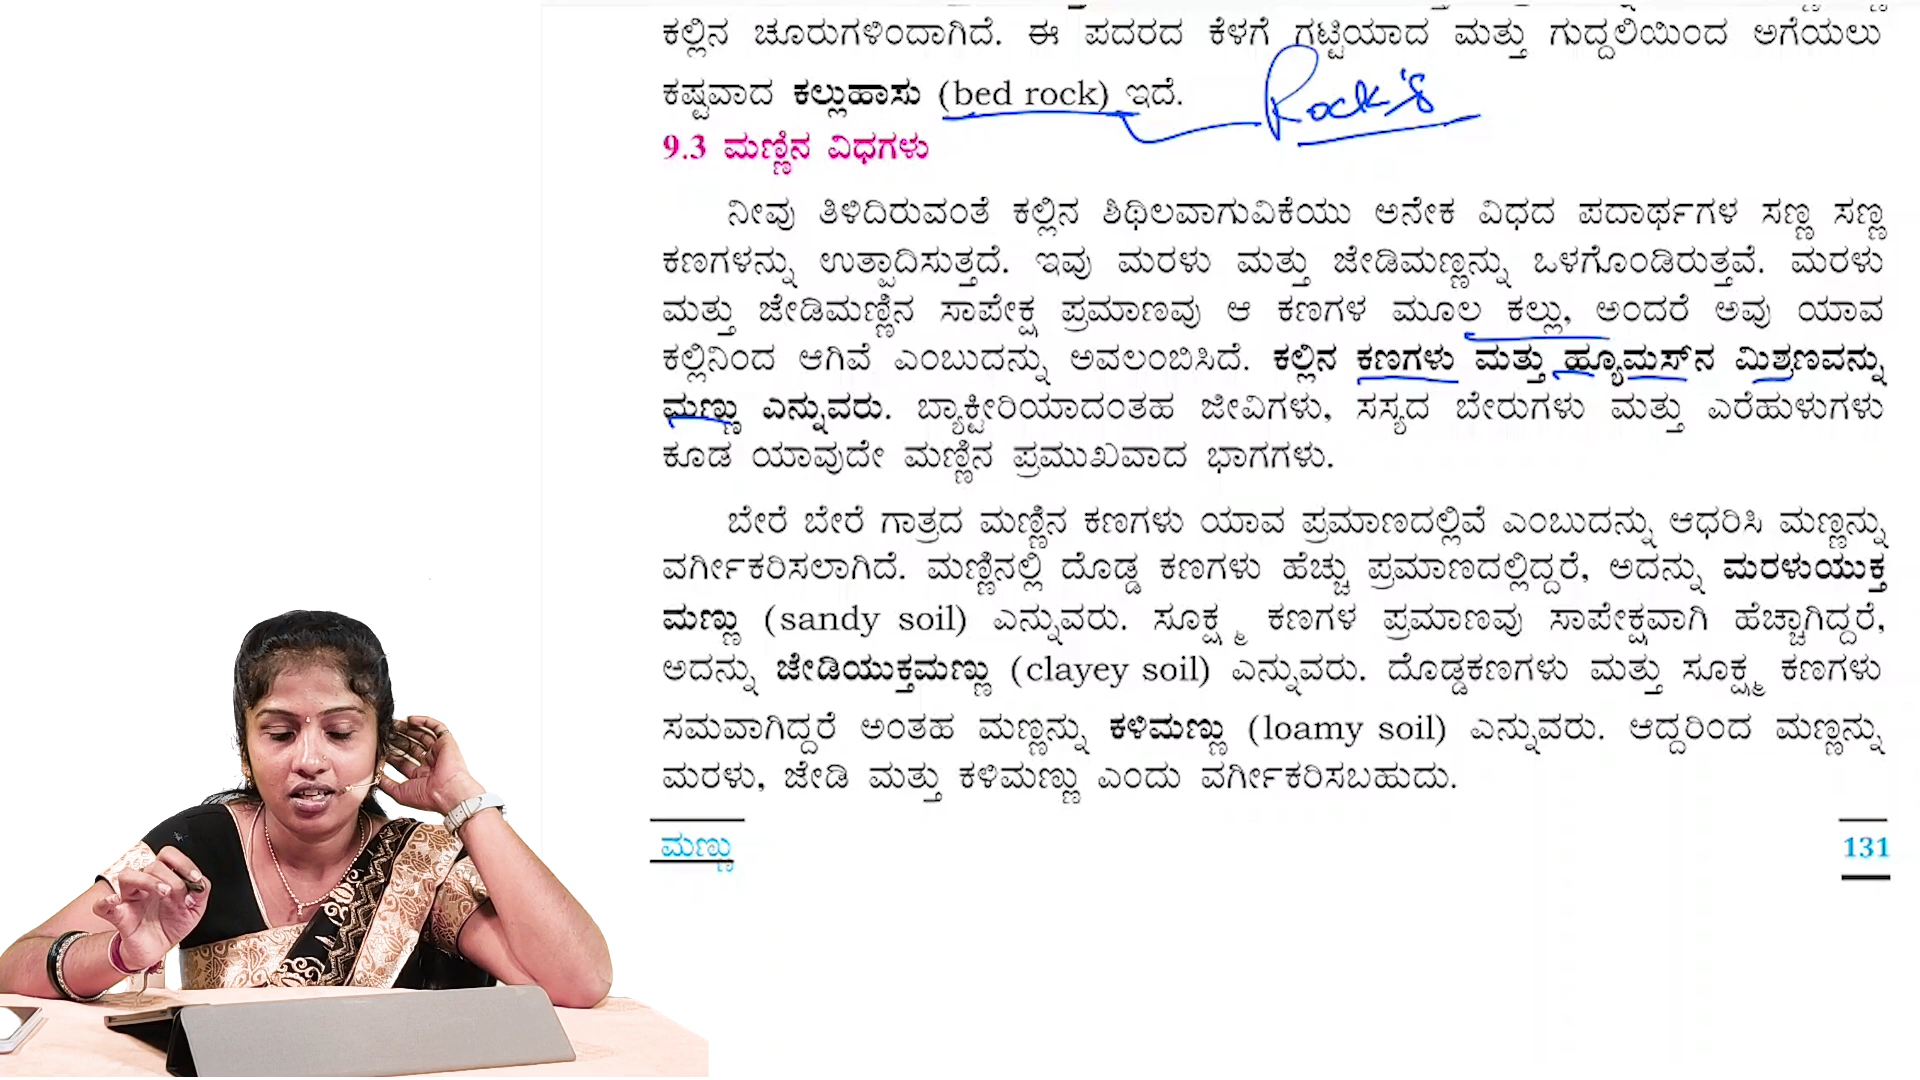 ಕಲ್ಲಿನ ಚೂರುಗಳಿಂದಾಗಿದೆ. ಈ ಪದರದ ಕೆಳಗೆ ಗಟ್ಟಿಯಾದ ಮತ್ತು ಗುದ್ದಲಿಯಿಂದ ಅಗೆಯಲು
ಕಷ್ಟವಾದ ಕಲ್ಲುಹಾಸು (bed rock) ಇದೆ.
Rock's
9.3 ಮಣ್ಣಿನ ವಿಧಗಳು
ನೀವು ತಿಳಿದಿರುವಂತೆ ಕಲ್ಲಿನ ಶಿಥಿಲವಾಗುವಿಕೆಯು ಅನೇಕ ವಿಧದ ಪದಾರ್ಥಗಳ ಸಣ್ಣ ಸಣ್ಣ
ಕಣಗಳನ್ನು ಉತ್ಪಾದಿಸುತ್ತದೆ. ಇವು ಮರಳು ಮತ್ತು ಜೇಡಿಮಣ್ಣನ್ನು ಒಳಗೊಂಡಿರುತ್ತವೆ. ಮರಳು
ಮತ್ತು ಜೇಡಿಮಣ್ಣಿನ ಸಾಪೇಕ್ಷ ಪ್ರಮಾಣವು ಆ ಕಣಗಳ ಮೂಲ ಕಲ್ಲು, ಅಂದರೆ ಅವು ಯಾವ
ಕಲ್ಲಿನಿಂದ ಆಗಿವೆ ಎಂಬುದನ್ನು ಅವಲಂಬಿಸಿದೆ. ಕಲ್ಲಿನ ಕಣಗಳು ಮತ್ತು ಹ್ಯೂಮಸ್‌ನ ಮಿಶ್ರಣವನ್ನು
ಮಣ್ಣು ಎನ್ನುವರು. ಬ್ಯಾಕ್ಟೀರಿಯಾದಂತಹ ಜೀವಿಗಳು, ಸಸ್ಯದ ಬೇರುಗಳು ಮತ್ತು ಎರೆಹುಳುಗಳು
ಕೂಡ ಯಾವುದೇ ಮಣ್ಣಿನ ಪ್ರಮುಖವಾದ ಭಾಗಗಳು.
ಬೇರೆ ಬೇರೆ ಗಾತ್ರದ ಮಣ್ಣಿನ ಕಣಗಳು ಯಾವ ಪ್ರಮಾಣದಲ್ಲಿವೆ ಎಂಬುದನ್ನು ಆಧರಿಸಿ ಮಣ್ಣನ್ನು
ವರ್ಗೀಕರಿಸಲಾಗಿದೆ. ಮಣ್ಣಿನಲ್ಲಿ ದೊಡ್ಡ ಕಣಗಳು ಹೆಚ್ಚು ಪ್ರಮಾಣದಲ್ಲಿದ್ದರೆ, ಅದನ್ನು ಮರಳುಯುಕ್ತ
ಮಣ್ಣು (sandy soil) ಎನ್ನುವರು. ಸೂಕ್ಷ್ಮ ಕಣಗಳ ಪ್ರಮಾಣವು ಸಾಪೇಕ್ಷವಾಗಿ ಹೆಚ್ಚಾಗಿದ್ದರೆ,
ಅದನ್ನು ಜೇಡಿಯುಕ್ತಮಣ್ಣು (clayey soil) ಎನ್ನುವರು. ದೊಡ್ಡಕಣಗಳು ಮತ್ತು ಸೂಕ್ಷ್ಮ ಕಣಗಳು
ಸಮವಾಗಿದ್ದರೆ ಅಂತಹ ಮಣ್ಣನ್ನು ಕಳಿಮಣ್ಣು (loamy soil) ಎನ್ನುವರು. ಆದ್ದರಿಂದ ಮಣ್ಣನ್ನು
ಮರಳು, ಜೇಡಿ ಮತ್ತು ಕಳಿಮಣ್ಣು ಎಂದು ವರ್ಗೀಕರಿಸಬಹುದು.
ಮಣ್ಣು
131